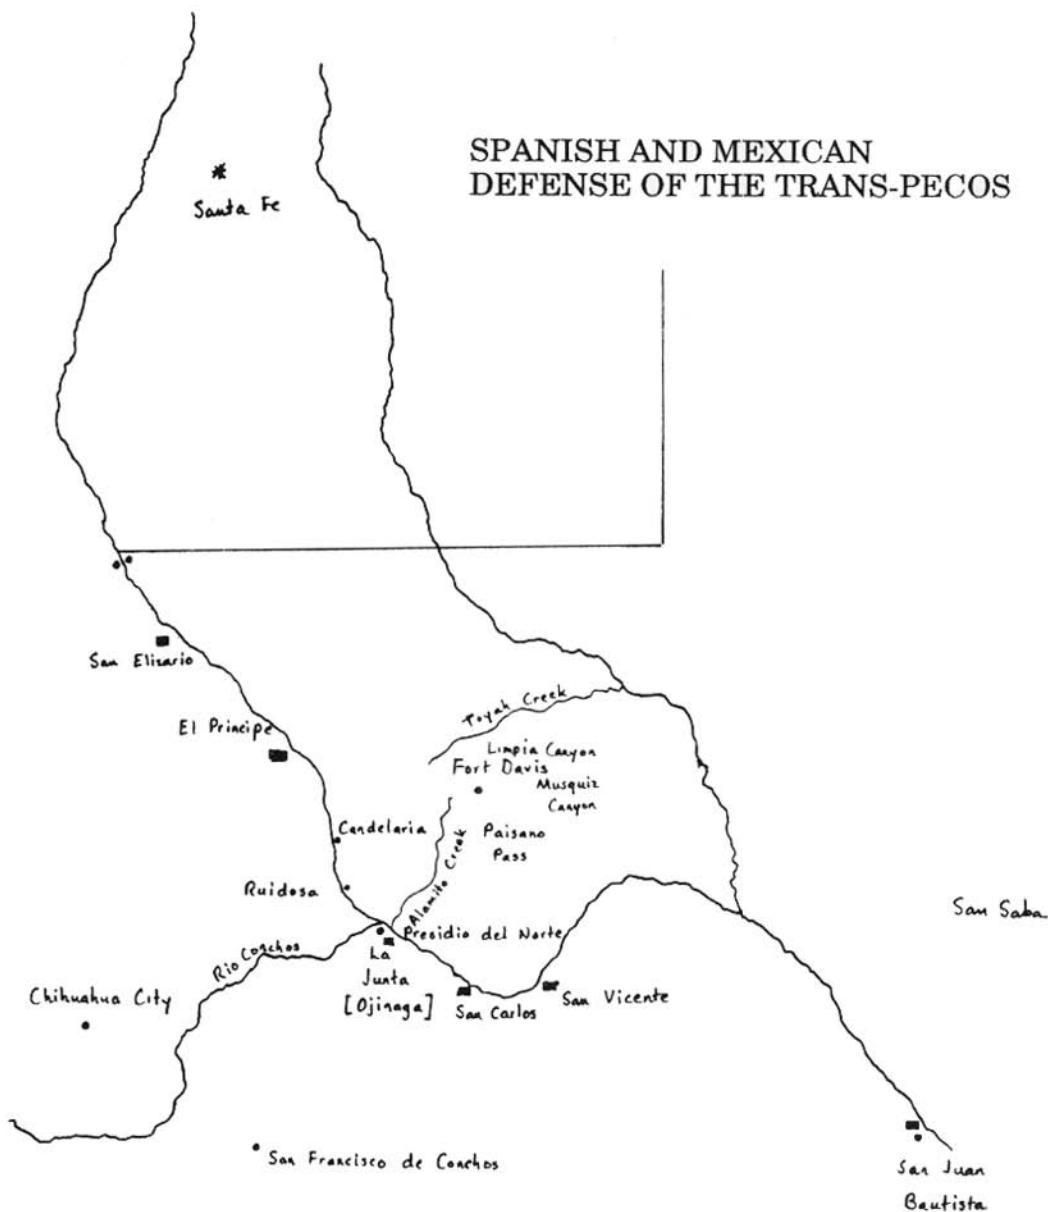 SPANISH AND MEXICAN
DEFENSE OF THE TRANS-PECOS
Santa Fe
San Elizario
El Principe
Toyah Creek
Limpia Canyon
Fort Davis
Musquiz
Canyon
Candelaria
Paisano
Pass
Alamito Creek
Ruidosa
San Saba
Presidio del Norte
Rio Conchos
La
Junta
[Ojinaga]
San Carlos
San Vicente
Chihuahua City
San Francisco de Conchos
San Juan
Bautista